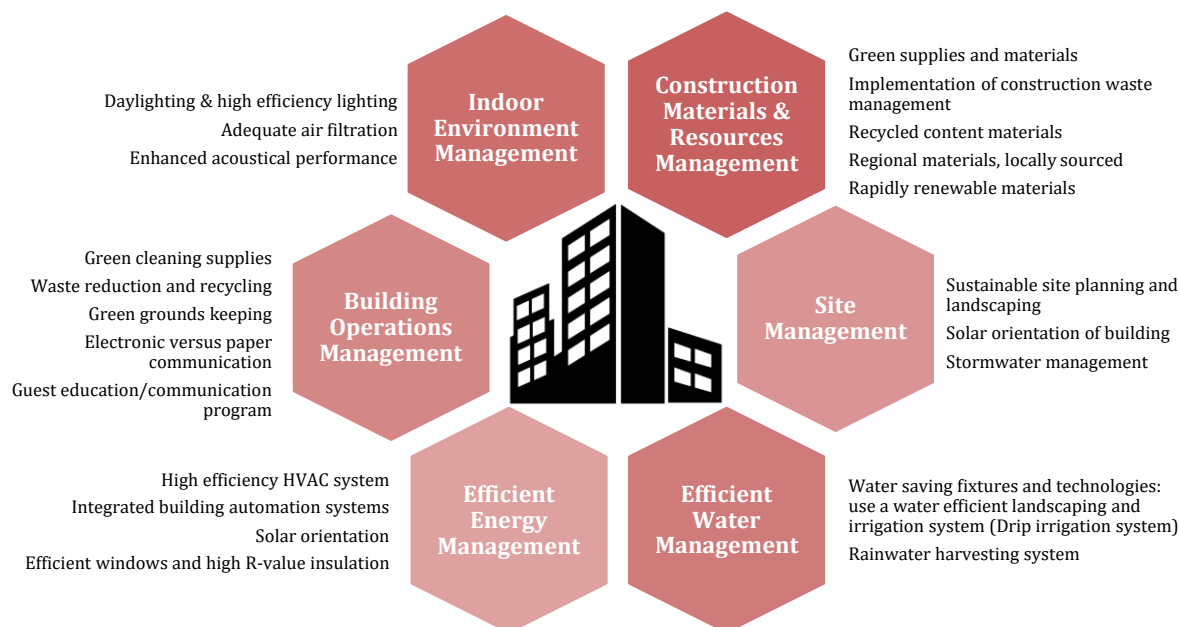 Daylighting & high efficiency lighting
Adequate air filtration
Enhanced acoustical performance
Indoor
Environment
Management
Construction
Materials &
Resources
Management
Green supplies and materials
Implementation of construction waste
management
Recycled content materials
Regional materials, locally sourced
Rapidly renewable materials
Green cleaning supplies
Waste reduction and recycling
Green grounds keeping
Electronic versus paper
communication
Guest education/communication
program
Building
Operations
Management
Site
Management
Sustainable site planning and
landscaping
Solar orientation of building
Stormwater management
High efficiency HVAC system
Integrated building automation systems
Solar orientation
Efficient windows and high R-value insulation
Efficient
Energy
Management
Efficient
Water
Management
Water saving fixtures and technologies:
use a water efficient landscaping and
irrigation system (Drip irrigation system)
Rainwater harvesting system